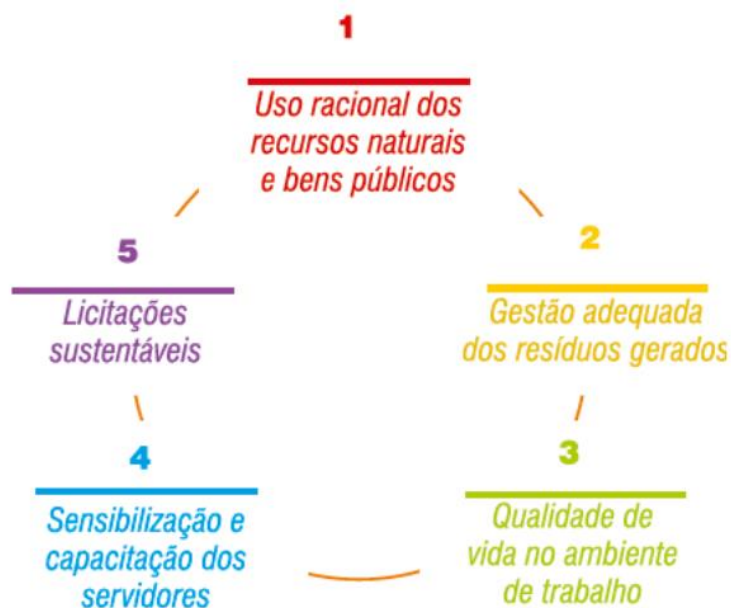 1
Uso racional dos
recursos naturais
e bens públicos
2
Gestão adequada
dos resíduos gerados
3
Qualidade de
vida no ambiente
de trabalho
4
Sensibilização e
capacitação dos
servidores
5
Licitações
sustentáveis